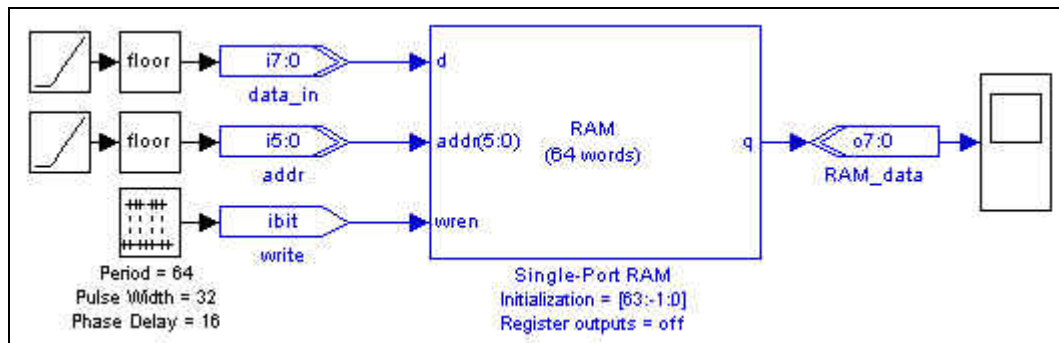 floor
i7:0
data_in
d
floor
i5:0
addr
addr(5:0)
RAM
(64 words)
q
o7:0
RAM_data
ibit
write
wren
Period = 64
Pulse Width = 32
Phase Delay = 16
Single-Port RAM
Initialization = [63:-1:0]
Register outputs = off